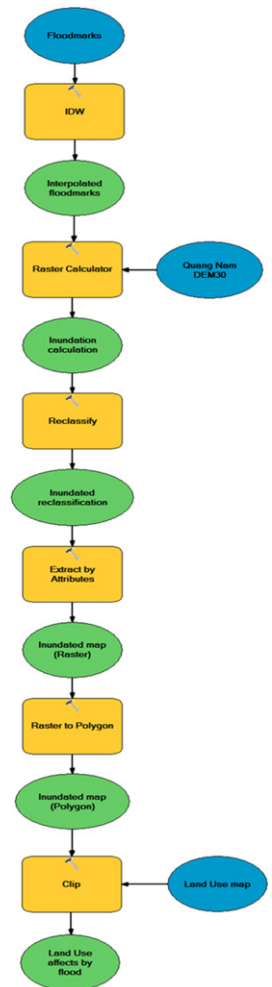 Floodmarks
IDW
Interpolated
floodmarks
Raster Calculator
Quang Nam
DEM30
Inundation
calculation
Reclassify
Inundated
reclassification
Extract by
Attributes
Inundated map
(Raster)
Raster to Polygon
Inundated map
(Polygon)
Clip
Land Use map
Land Use
affects by
flood